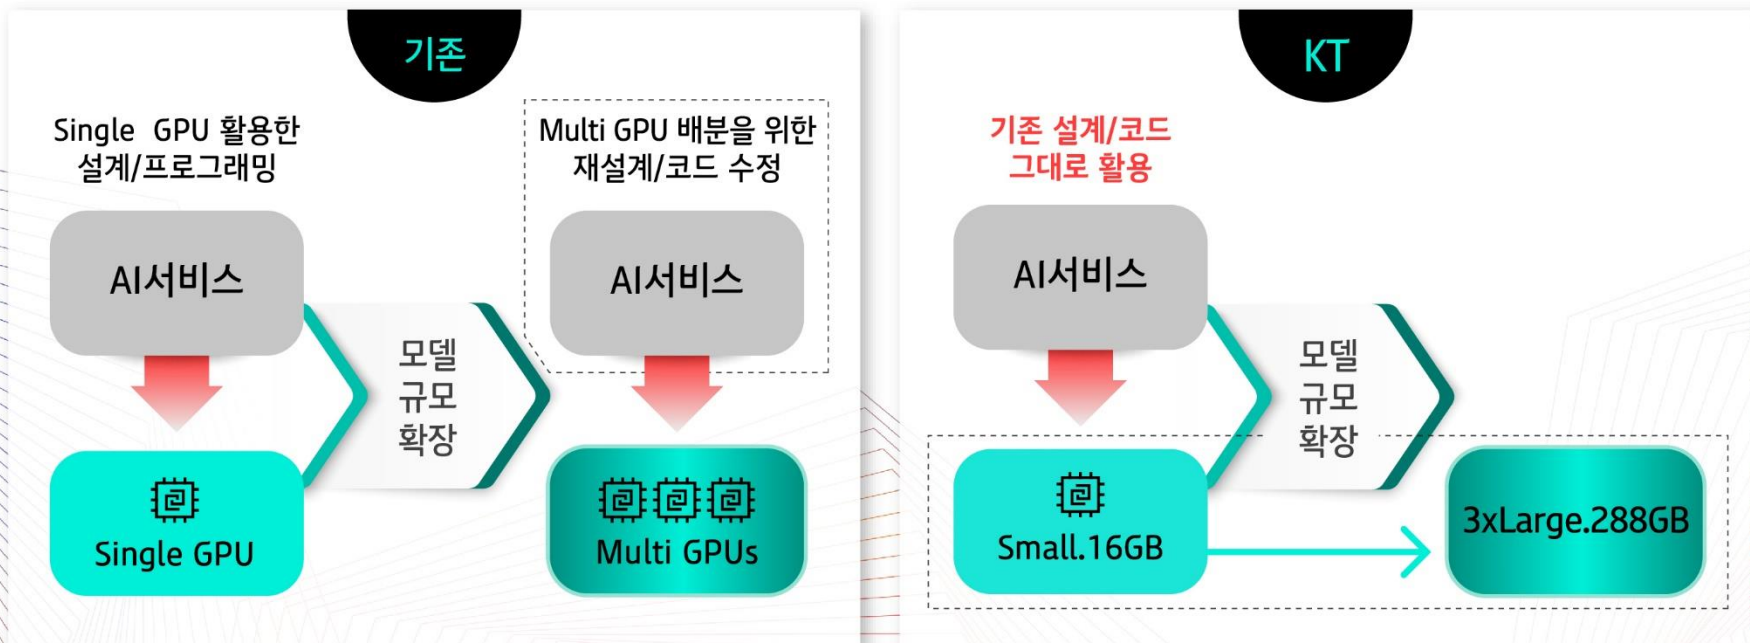 기존
Single GPU 활용한
설계/프로그래밍
Multi GPU 배분을 위한
재설계/코드 수정
AI서비스
AI서비스
모델
규모
확장
Single GPU
Multi GPUs
KT
기존 설계/코드
그대로 활용
AI서비스
모델
규모
확장
Small.16GB
3xLarge.288GB